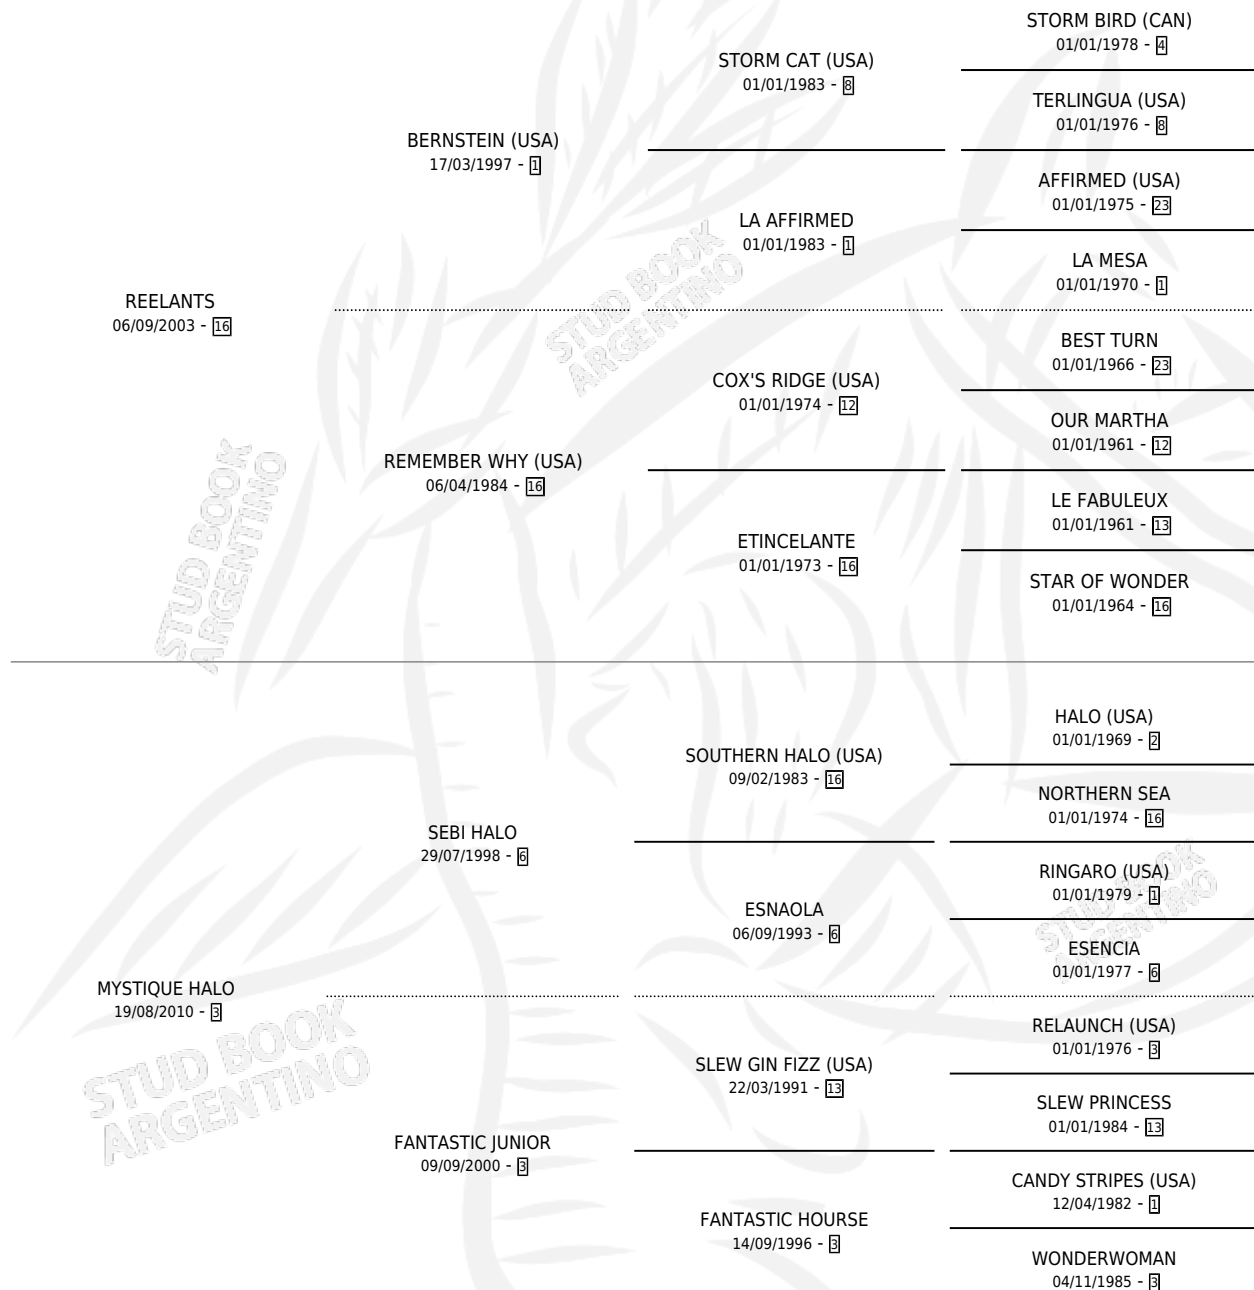 STORM BIRD (CAN)
01/01/1978 - 4
STORM CAT (USA)
01/01/1983 - 8
TERLINGUA (USA)
01/01/1976 - 8
BERNSTEIN (USA)
17/03/1997 - 1
AFFIRMED (USA)
01/01/1975 - 23
LA AFFIRMED
01/01/1983 - 1
LA MESA
01/01/1970 - 1
REELANTS
06/09/2003 - 16
BEST TURN
01/01/1966 - 23
COX'S RIDGE (USA)
01/01/1974 - 12
OUR MARTHA
01/01/1961 - 12
REMEMBER WHY (USA)
06/04/1984 - 16
LE FABULEUX
01/01/1961 - 13
ETINCELANTE
01/01/1973 - 16
STAR OF WONDER
01/01/1964 - 16
STUD BOOK
ARGENTINO
STUD BOOK
ARGENTINO
HALO (USA)
01/01/1969 - 2
SOUTHERN HALO (USA)
09/02/1983 - 16
NORTHERN SEA
01/01/1974 - 16
SEBI HALO
29/07/1998 - 6
RINGARO (USA)
01/01/1979 - 1
ESNAOLA
06/09/1993 - 6
ESENCIA
01/01/1977 - 6
STUD BOOK
ARGENTINO
MYSTIQUE HALO
19/08/2010 - 3
RELAUNCH (USA)
01/01/1976 - 3
SLEW GIN FIZZ (USA)
22/03/1991 - 13
SLEW PRINCESS
01/01/1984 - 13
FANTASTIC JUNIOR
09/09/2000 - 3
CANDY STRIPES (USA)
12/04/1982 - 1
FANTASTIC HOURSE
14/09/1996 - 3
WONDERWOMAN
04/11/1985 - 3
STUD BOOK
ARGENTINO